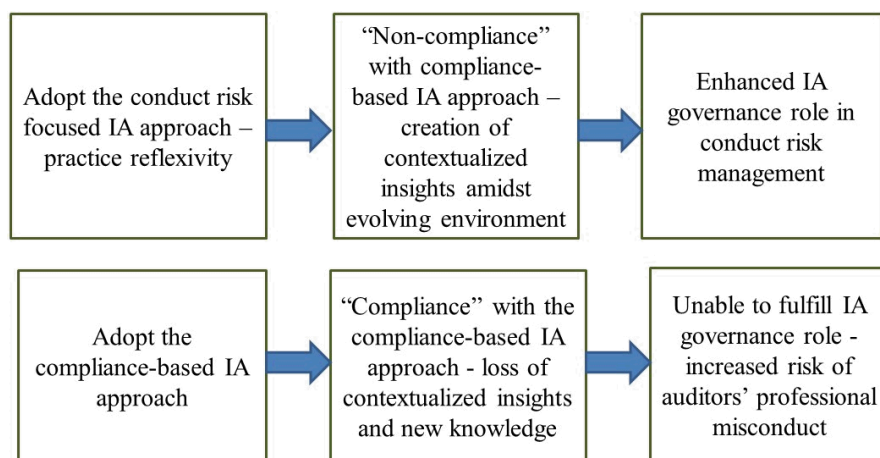 Adopt the conduct risk
focused IA approach –
practice reflexivity
“Non-compliance”
with compliance-
based IA approach –
creation of
contextualized
insights amidst
evolving environment
Enhanced IA
governance role in
conduct risk
management
Adopt the
compliance-based IA
approach
“Compliance” with the
compliance-based IA
approach - loss of
contextualized insights
and new knowledge
Unable to fulfill IA
governance role -
increased risk of
auditors’ professional
misconduct